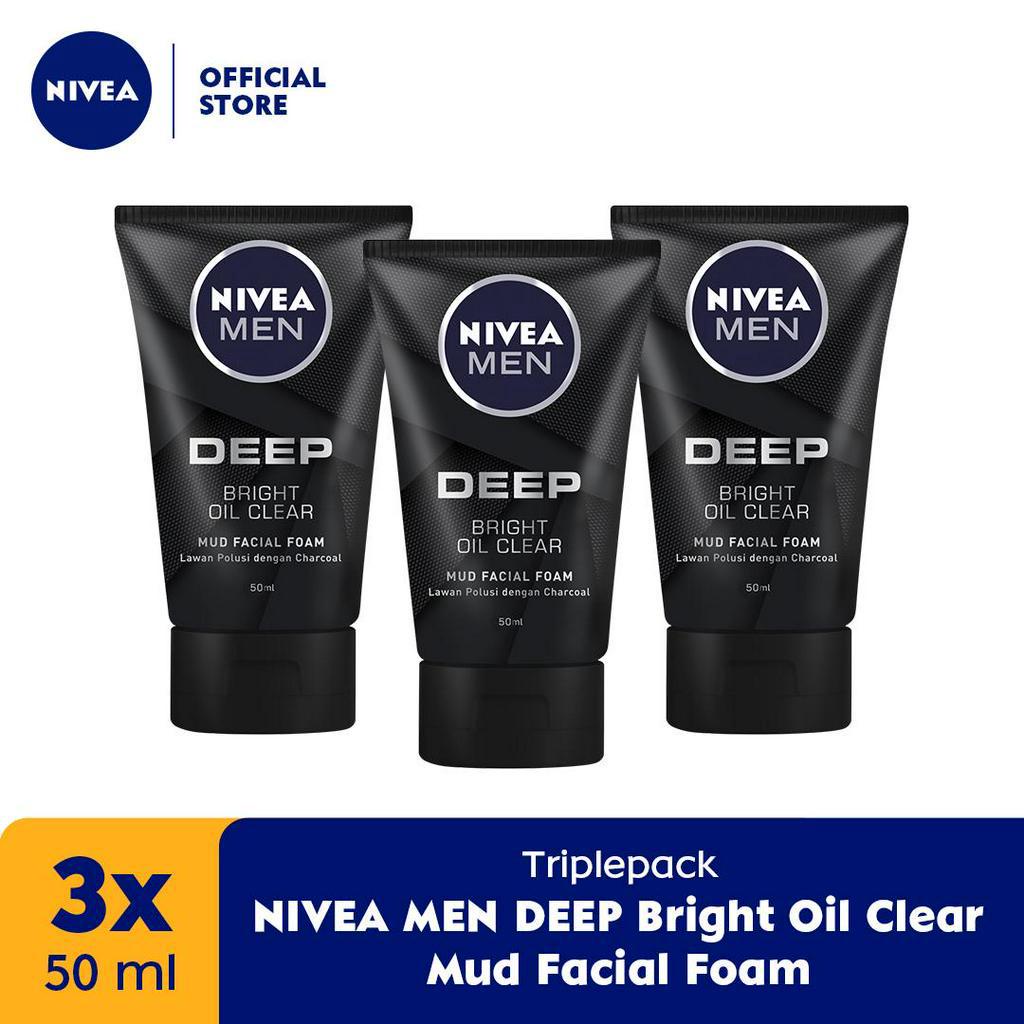 NIVEA
OFFICIAL
STORE
NIVEA
MEN
DEEP
BRIGHT
OIL CLEAR
MUD FACIAL FOAM
Lawan Polusi dengan Charcoal
50ml
NIVEA
MEN
DEEP
BRIGHT
OIL CLEAR
MUD FACIAL FOAM
Lawan Polusi dengan Charcoal
50ml
NIVEA
MEN
DEEP
BRIGHT
OIL CLEAR
MUD FACIAL FOAM
Lawan Polusi dengan Charcoal
50ml
3x
50 ml
Triplepack
NIVEA MEN DEEP Bright Oil Clear
Mud Facial Foam